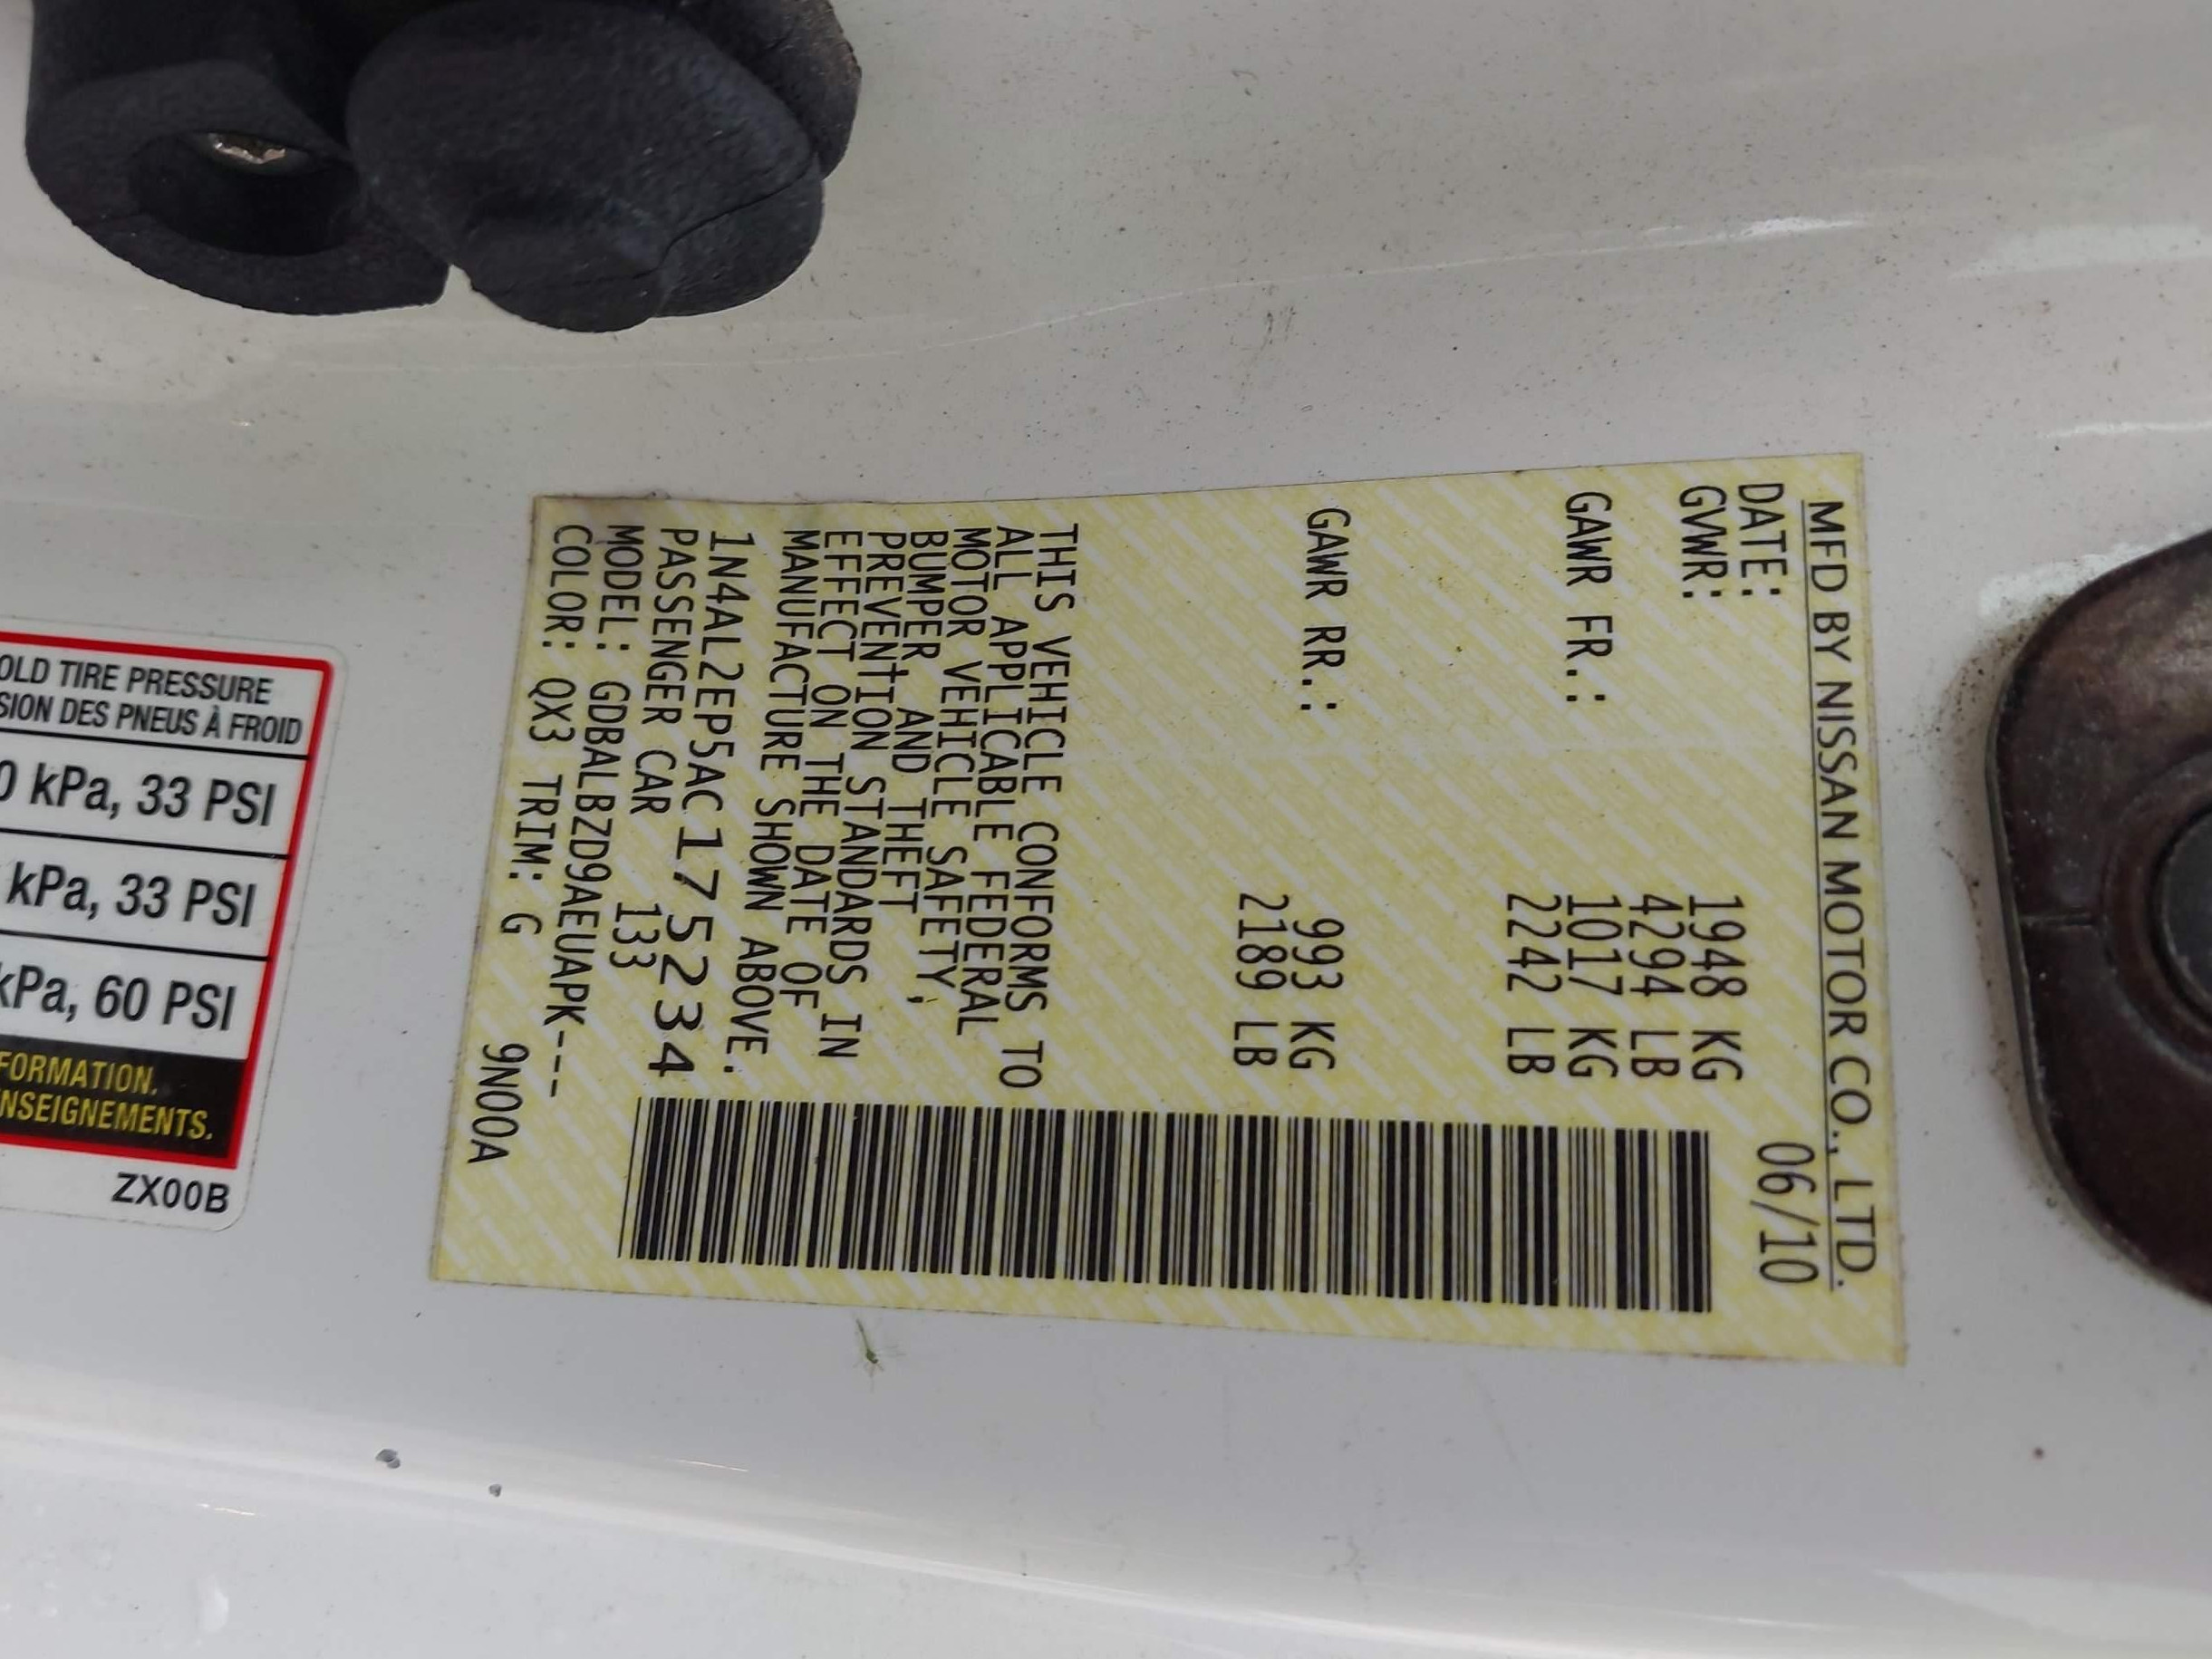 MFD BY NISSAN MOTOR CO., LTD.
DATE: 06/10
GVWR: 1948 KG
4294 LB
GAWR FR.: 1017 KG
2242 LB
GAWR RR.: 993 KG
2189 LB
THIS VEHICLE CONFORMS TO
ALL APPLICABLE FEDERAL
MOTOR VEHICLE SAFETY,
BUMPER, AND THEFT
PREVENTION STANDARDS IN
EFFECT ON THE DATE OF
MANUFACTURE SHOWN ABOVE.
1N4AL2EP5AC175234
PASSENGER CAR 133
MODEL: GDBALBZD9AEUAPK---
COLOR: QX3 TRIM: G 9N00A
OLD TIRE PRESSURE
SION DES PNEUS À FROID
0 kPa, 33 PSI
kPa, 33 PSI
kPa, 60 PSI
FORMATION.
NSEIGNEMENTS.
ZX00B